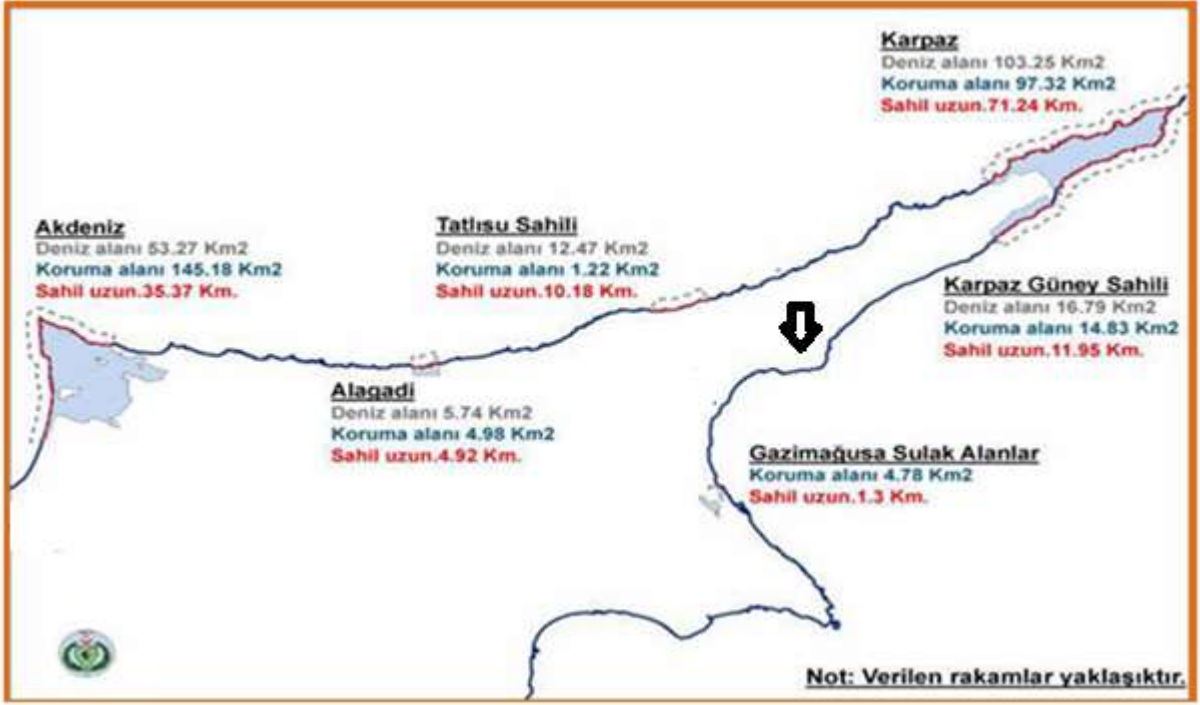 Karpaz
Deniz alanı 103.25 Km2
Koruma alanı 97.32 Km2
Sahil uzun.71.24 Km.
Akdeniz
Deniz alanı 53.27 Km2
Koruma alanı 145.18 Km2
Sahil uzun.35.37 Km.
Tatlısu Sahili
Deniz alanı 12.47 Km2
Koruma alanı 1.22 Km2
Sahil uzun.10.18 Km.
Karpaz Güney Sahili
Deniz alanı 16.79 Km2
Koruma alanı 14.83 Km2
Sahil uzun.11.95 Km.
Alagadi
Deniz alanı 5.74 Km2
Koruma alanı 4.98 Km2
Sahil uzun.4.92 Km.
Gazimağusa Sulak Alanlar
Koruma alanı 4.78 Km2
Sahil uzun.1.3 Km.
Not: Verilen rakamlar yaklaşıktır.